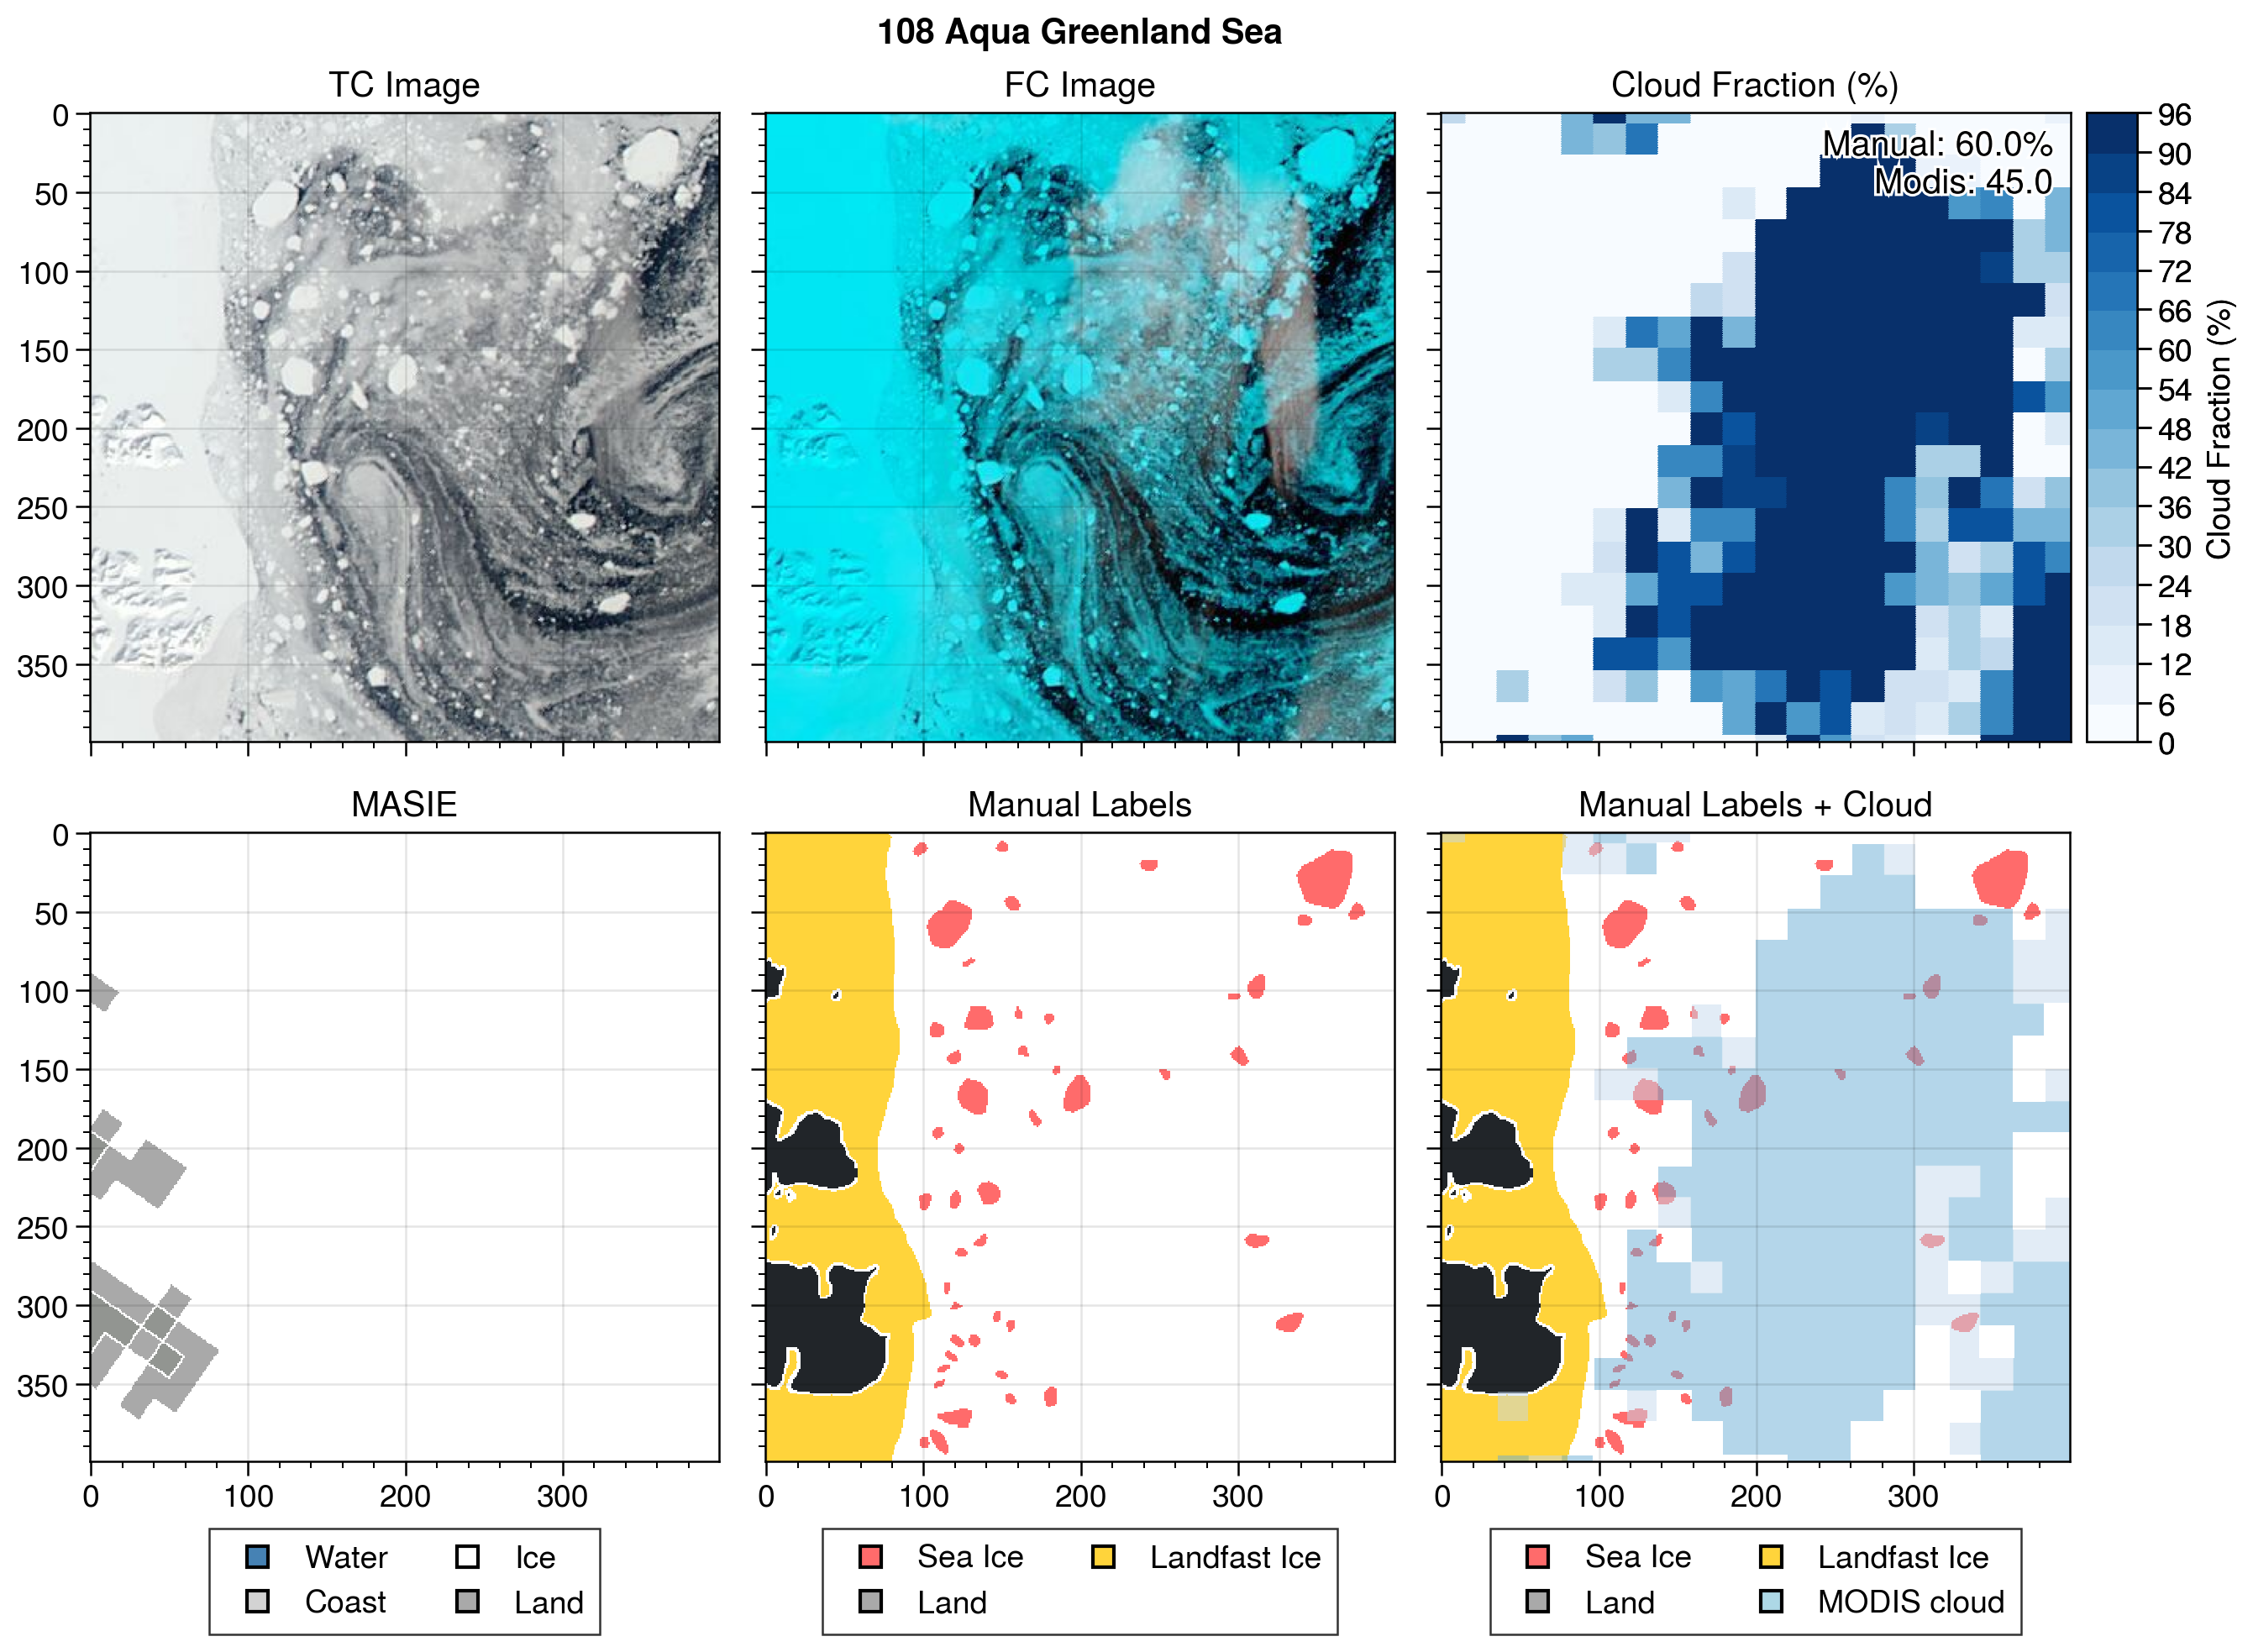 108 Aqua Greenland Sea
TC Image
FC Image
Cloud Fraction (%)
0
50
100
150
200
250
300
350
Manual: 60.0%
Modis: 45.0
96
90
84
78
72
66
60
54
48
42
36
30
24
18
12
6
0
Cloud Fraction (%)
MASIE
Manual Labels
Manual Labels + Cloud
0
50
100
150
200
250
300
350
0 100 200 300
0 100 200 300
0 100 200 300
Water Ice
Coast Land
Sea Ice Landfast Ice
Land
Sea Ice Landfast Ice
Land MODIS cloud